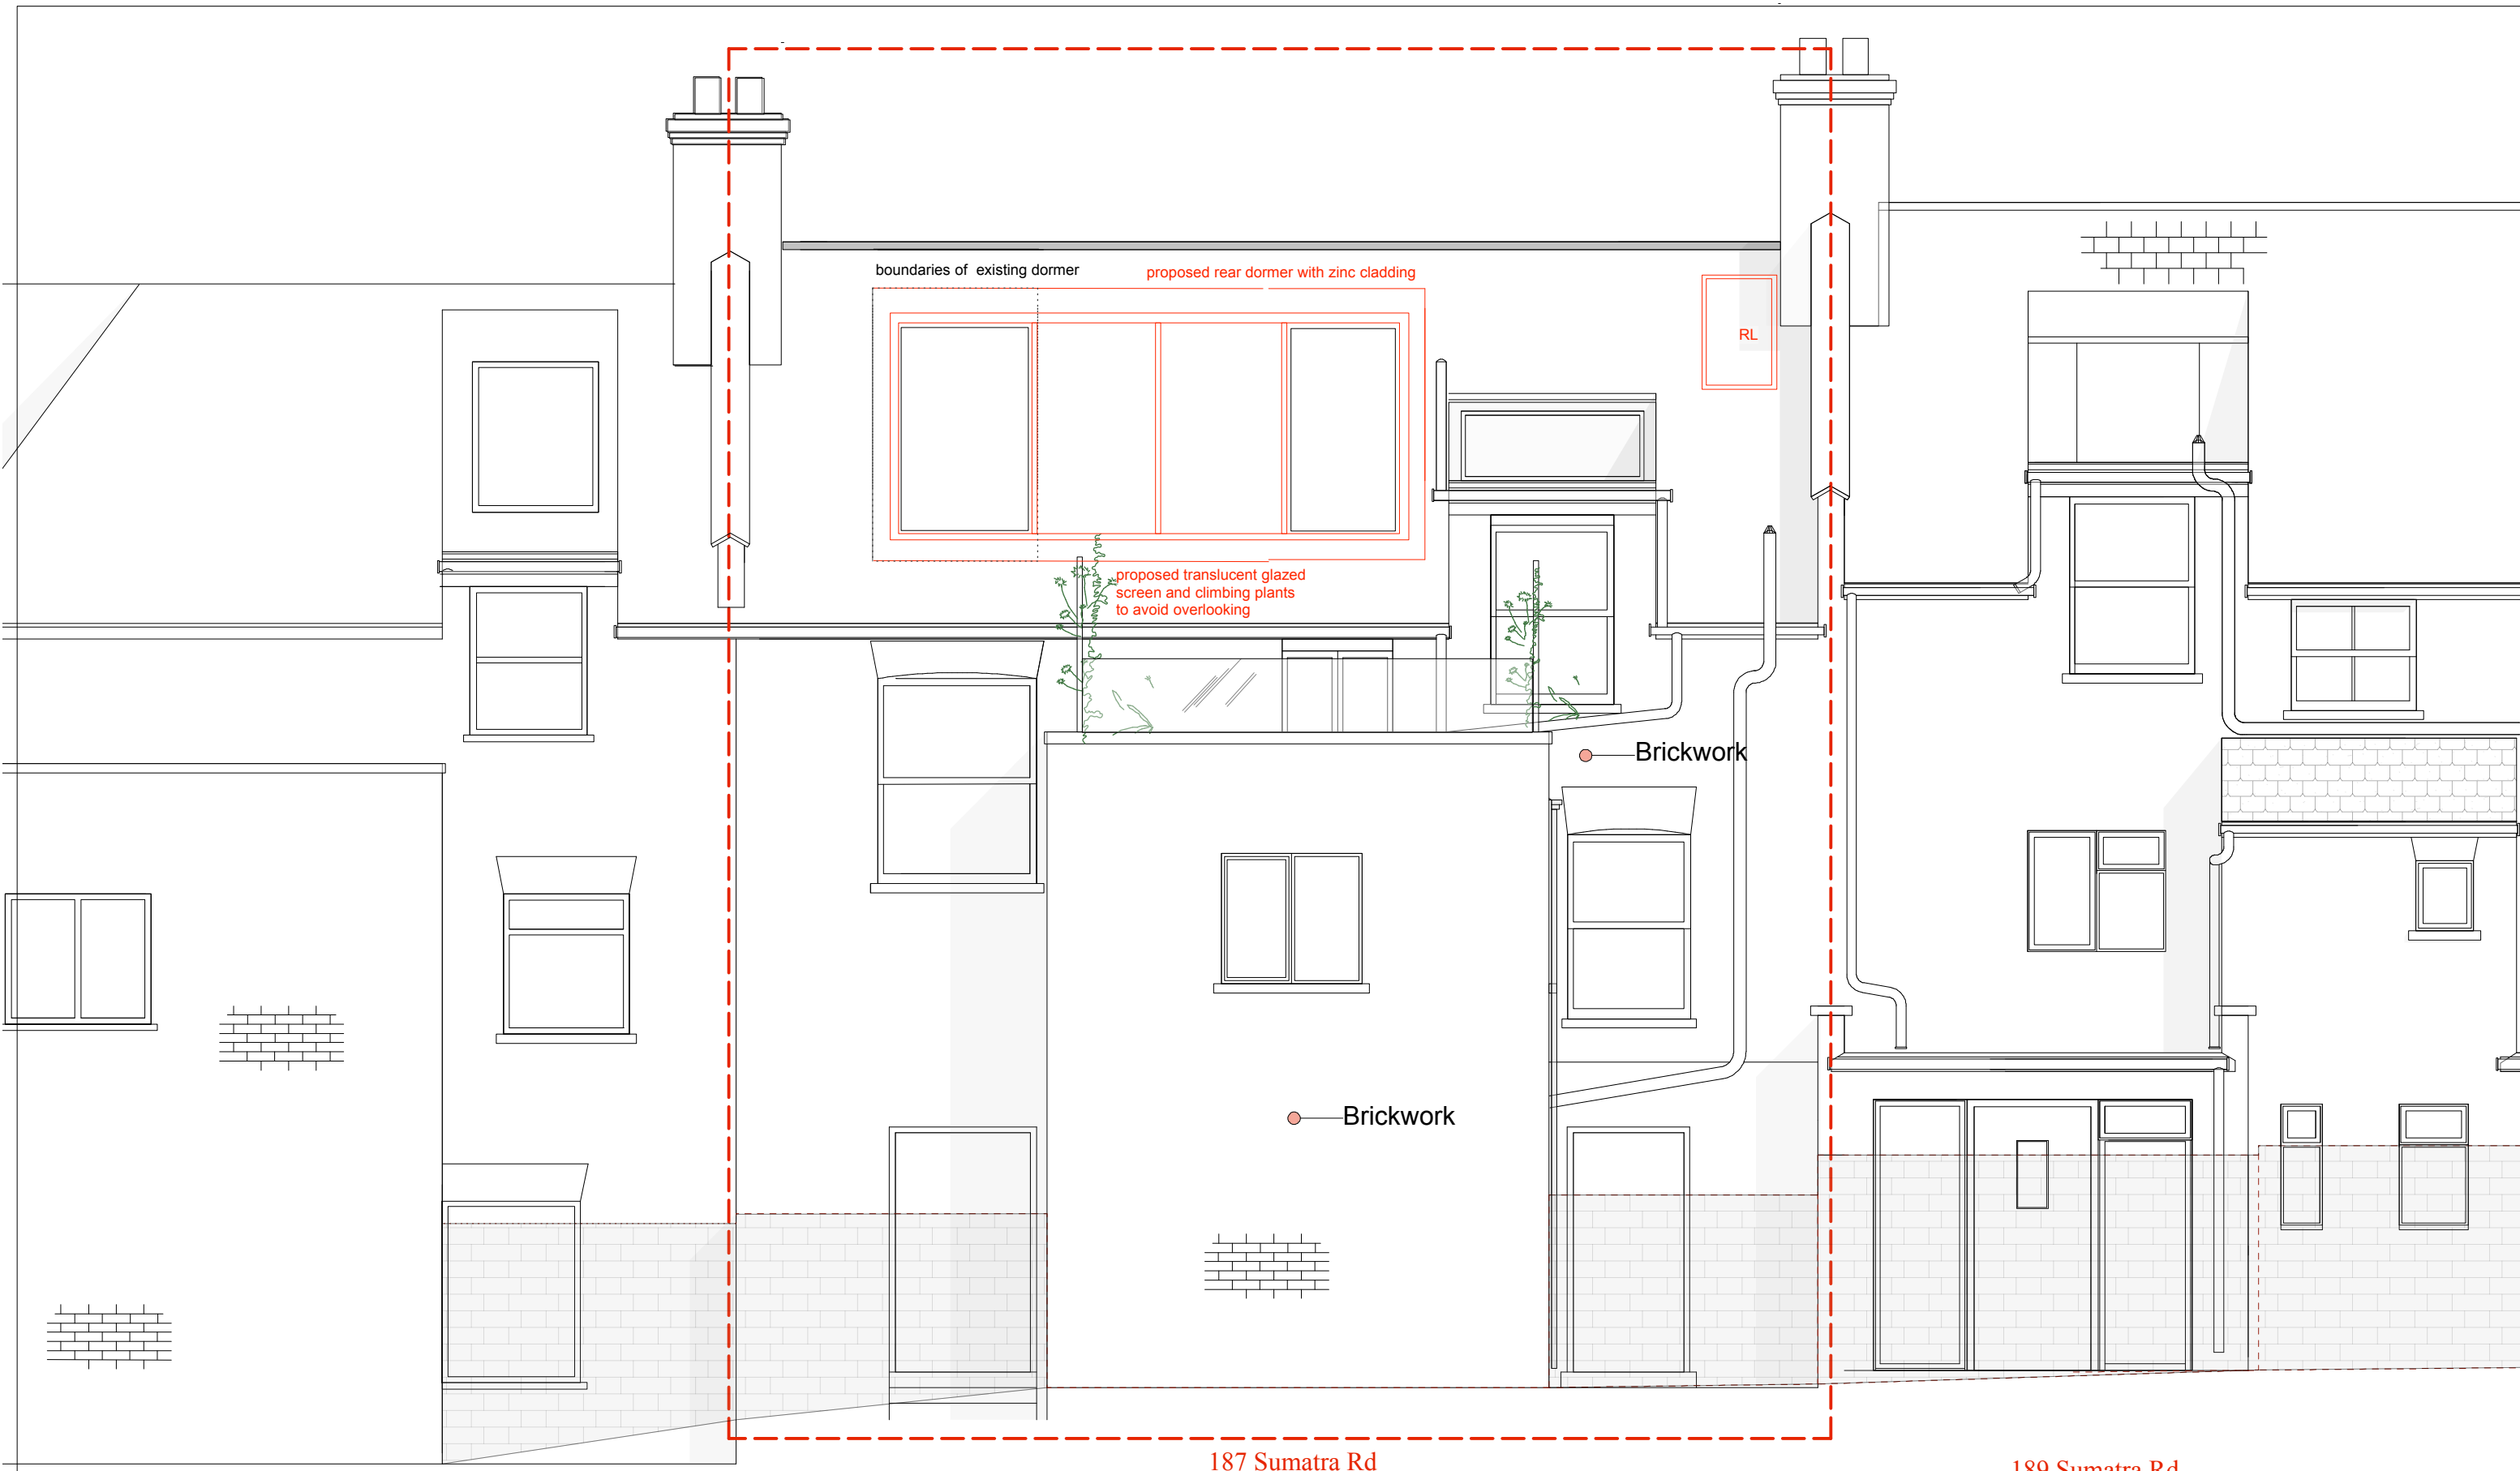 boundaries of existing dormer
proposed rear dormer with zinc cladding
RL
proposed translucent glazed
screen and climbing plants
to avoid overlooking
Brickwork
Brickwork
187 Sumatra Rd
189 Sumatra Rd